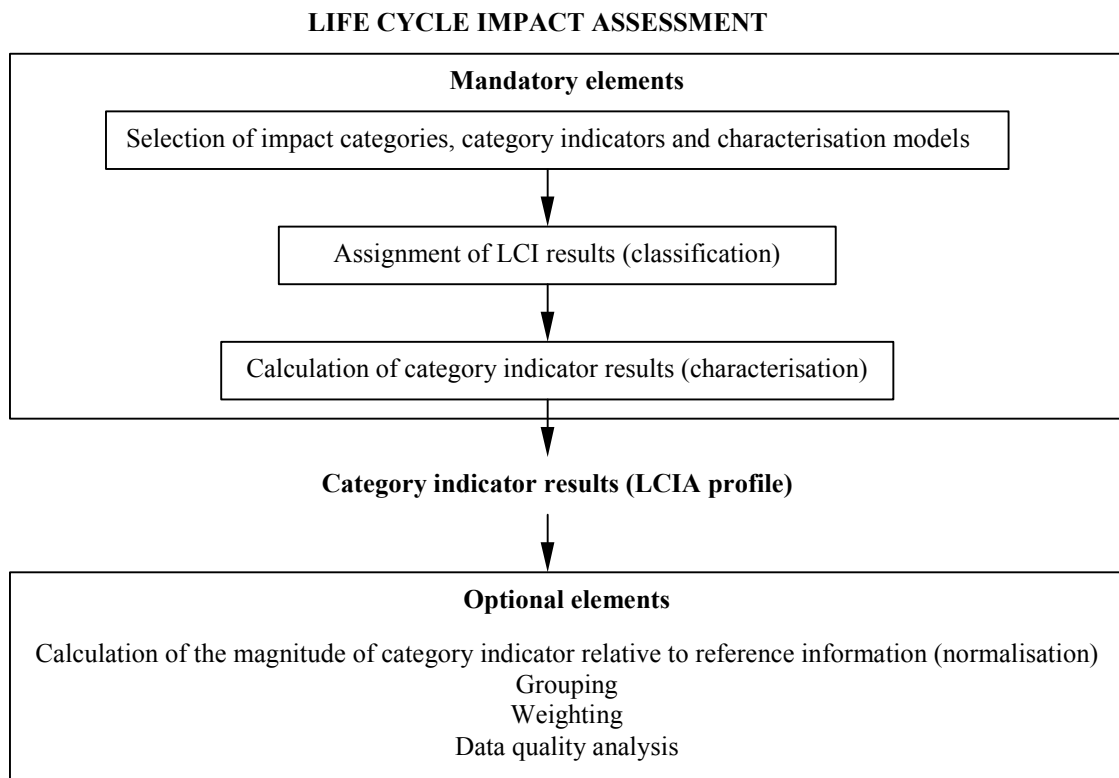 LIFE CYCLE IMPACT ASSESSMENT
Mandatory elements
Selection of impact categories, category indicators and characterisation models
Assignment of LCI results (classification)
Calculation of category indicator results (characterisation)
Category indicator results (LCIA profile)
Optional elements
Calculation of the magnitude of category indicator relative to reference information (normalisation)
Grouping
Weighting
Data quality analysis